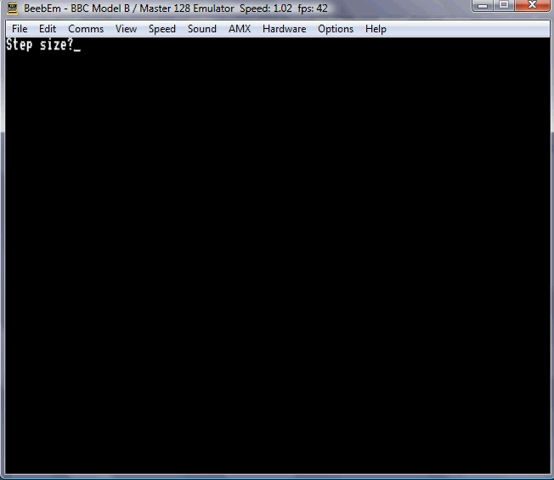 BeebEm - BBC Model B / Master 128 Emulator Speed: 1.02 fps: 42
File Edit Comms View Speed Sound AMX Hardware Options Help
Step size?_